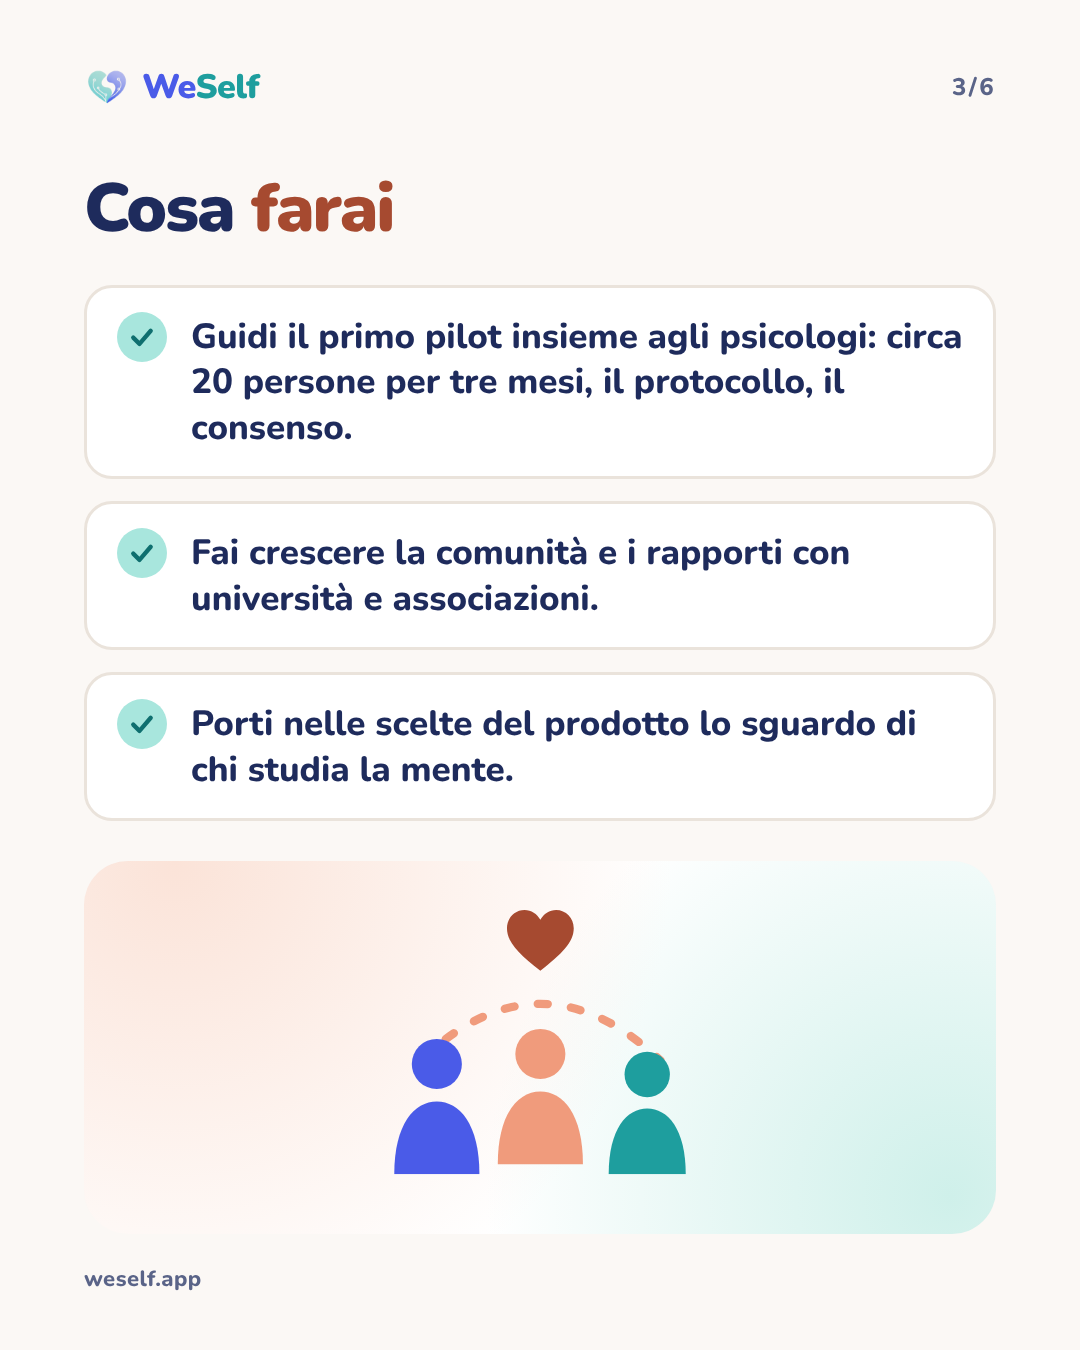 WeSelf
3/6
Cosa farai
Guidi il primo pilot insieme agli psicologi: circa
20 persone per tre mesi, il protocollo, il
consenso.
Fai crescere la comunità e i rapporti con
università e associazioni.
Porti nelle scelte del prodotto lo sguardo di
chi studia la mente.
weself.app